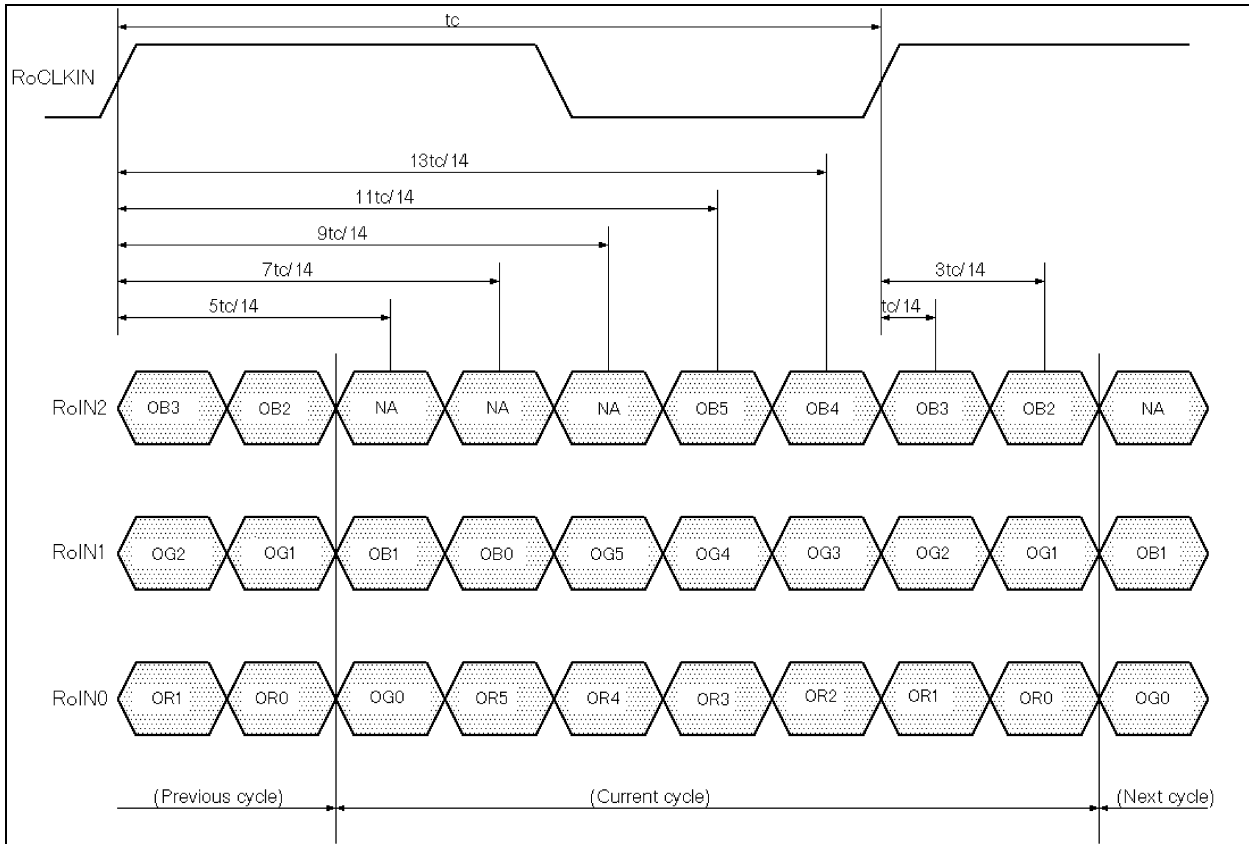 tc
RoCLKIN
13tc/14
11tc/14
9tc/14
7tc/14
3tc/14
5tc/14
tc/14
RoIN2 OB3 OB2 NA NA NA OB5 OB4 OB3 OB2 NA
RoIN1 OG2 OG1 OB1 OB0 OG5 OG4 OG3 OG2 OG1 OB1
RoIN0 OR1 OR0 OG0 OR5 OR4 OR3 OR2 OR1 OR0 OG0
(Previous cycle) (Current cycle) (Next cycle)